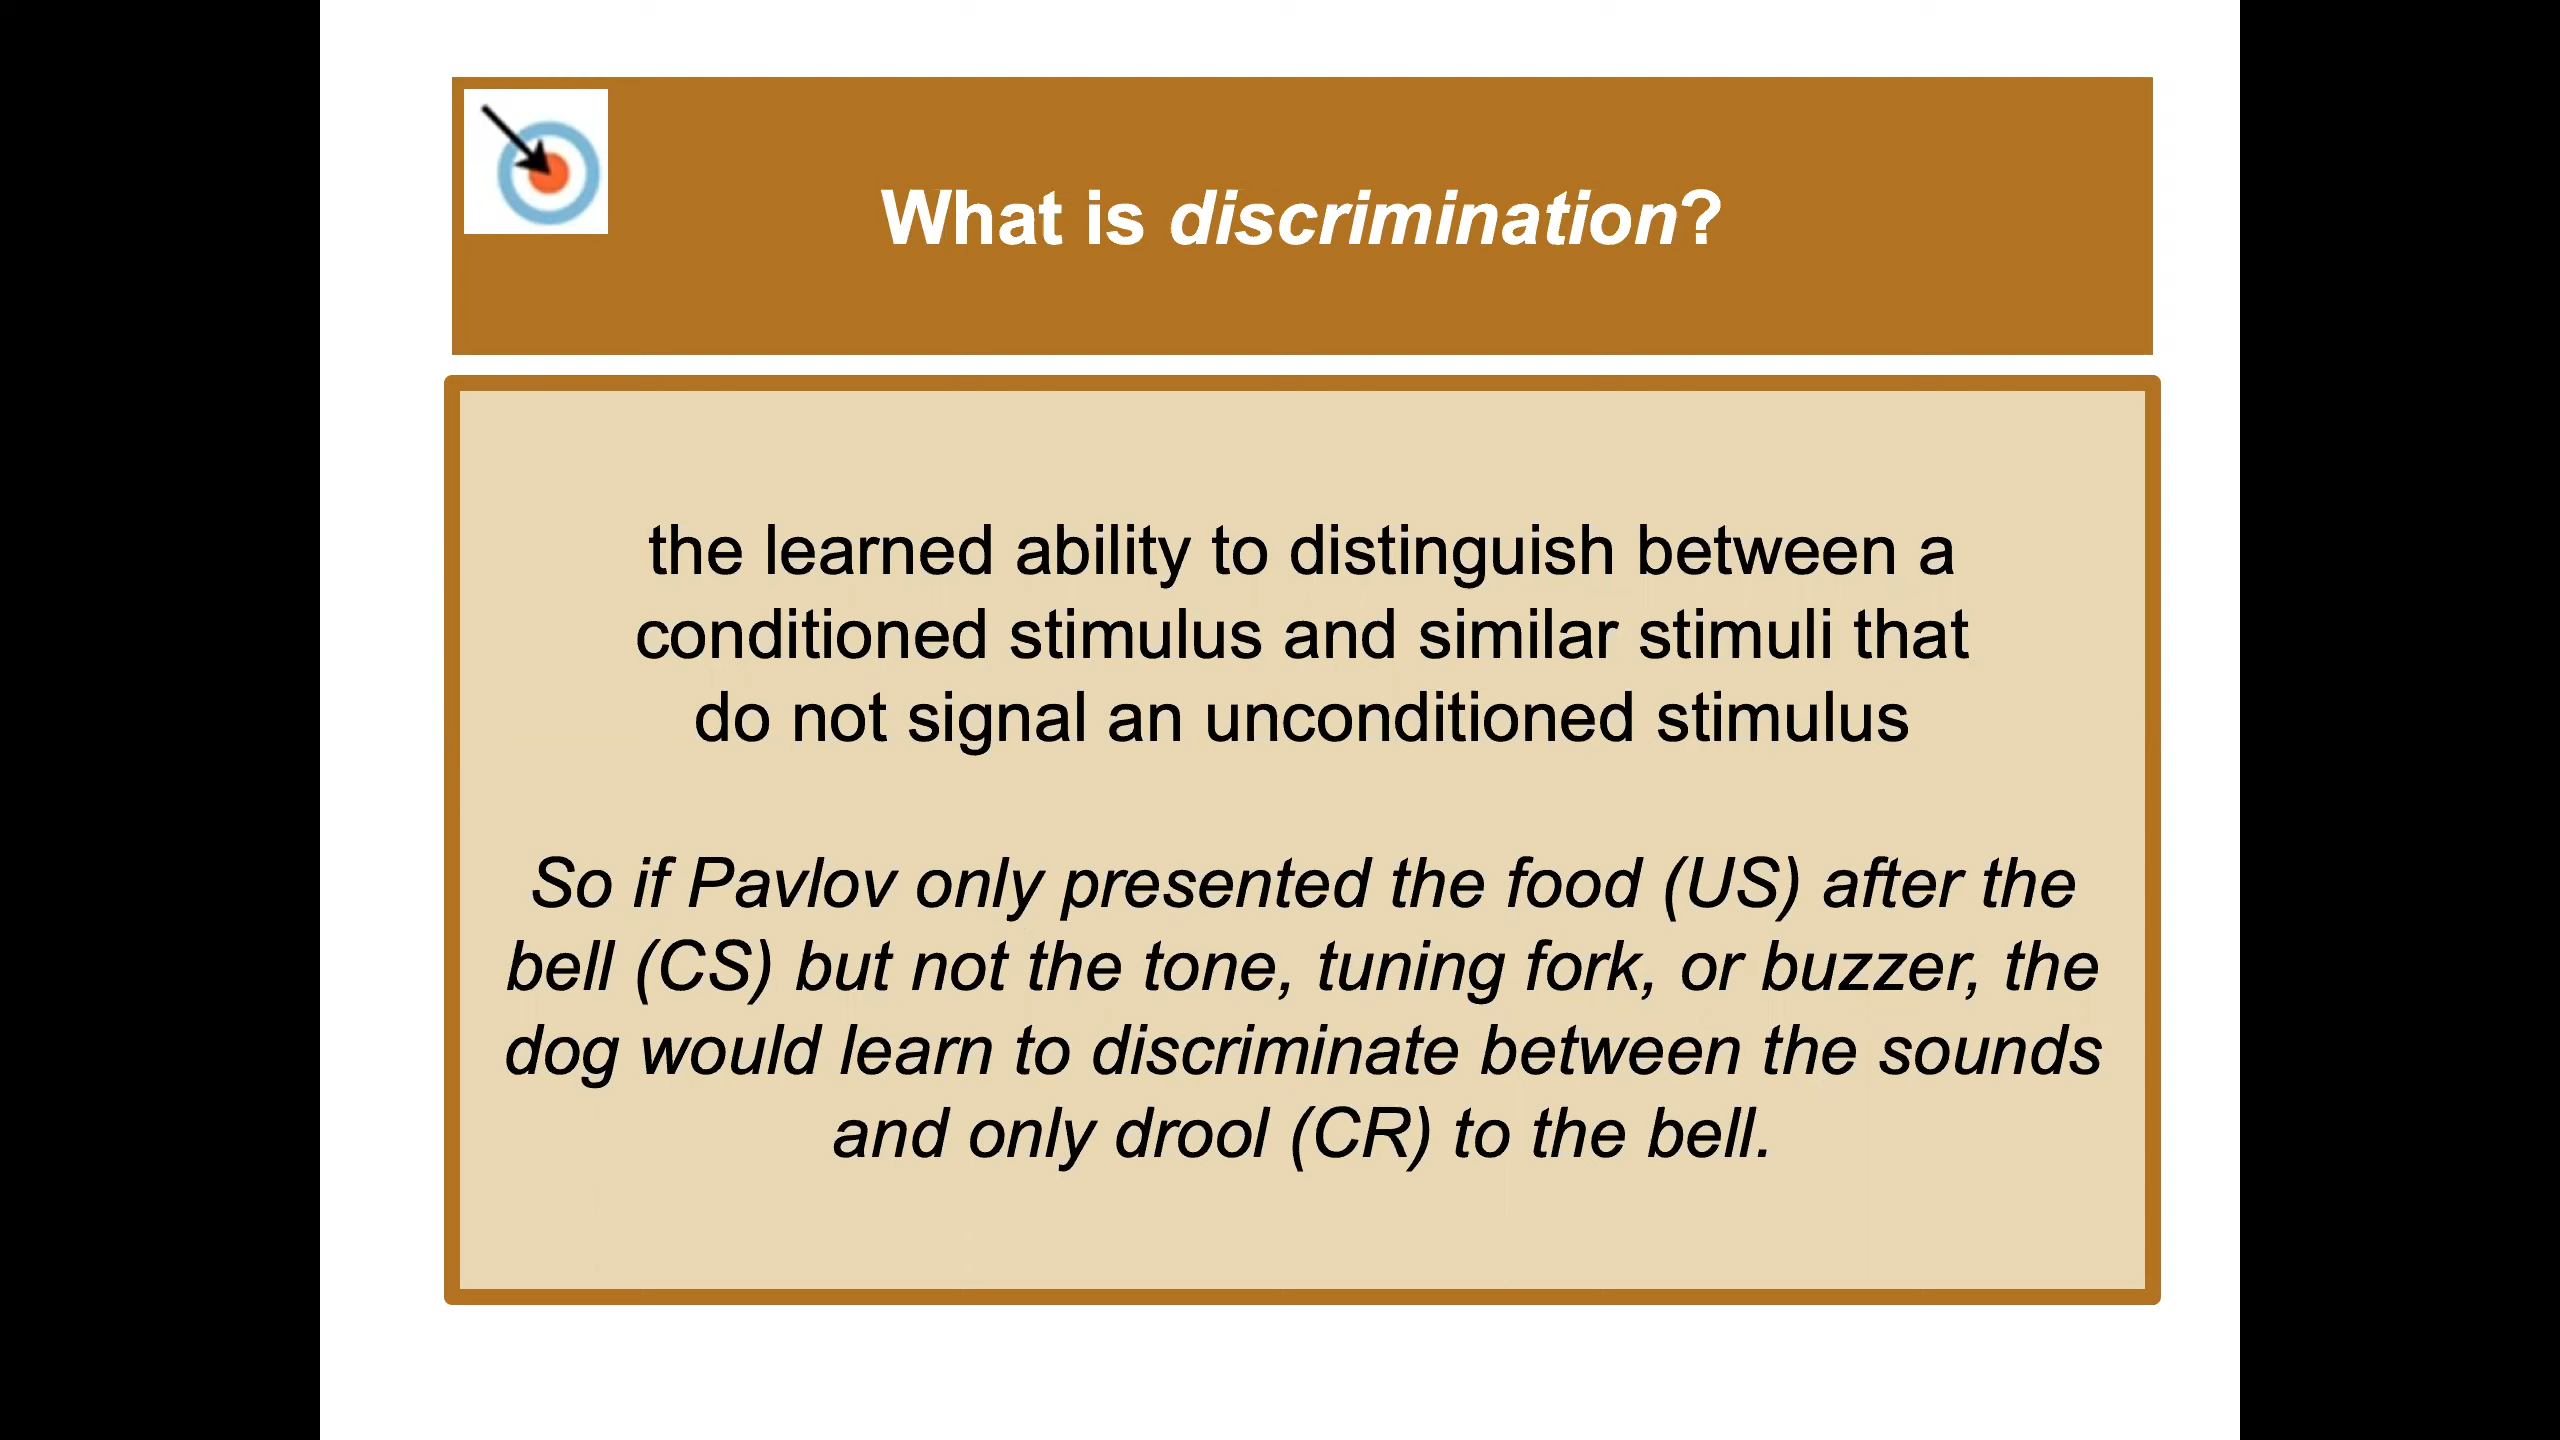 What is discrimination?
the learned ability to distinguish between a
conditioned stimulus and similar stimuli that
do not signal an unconditioned stimulus
So if Pavlov only presented the food (US) after the
bell (CS) but not the tone, tuning fork, or buzzer, the
dog would learn to discriminate between the sounds
and only drool (CR) to the bell.